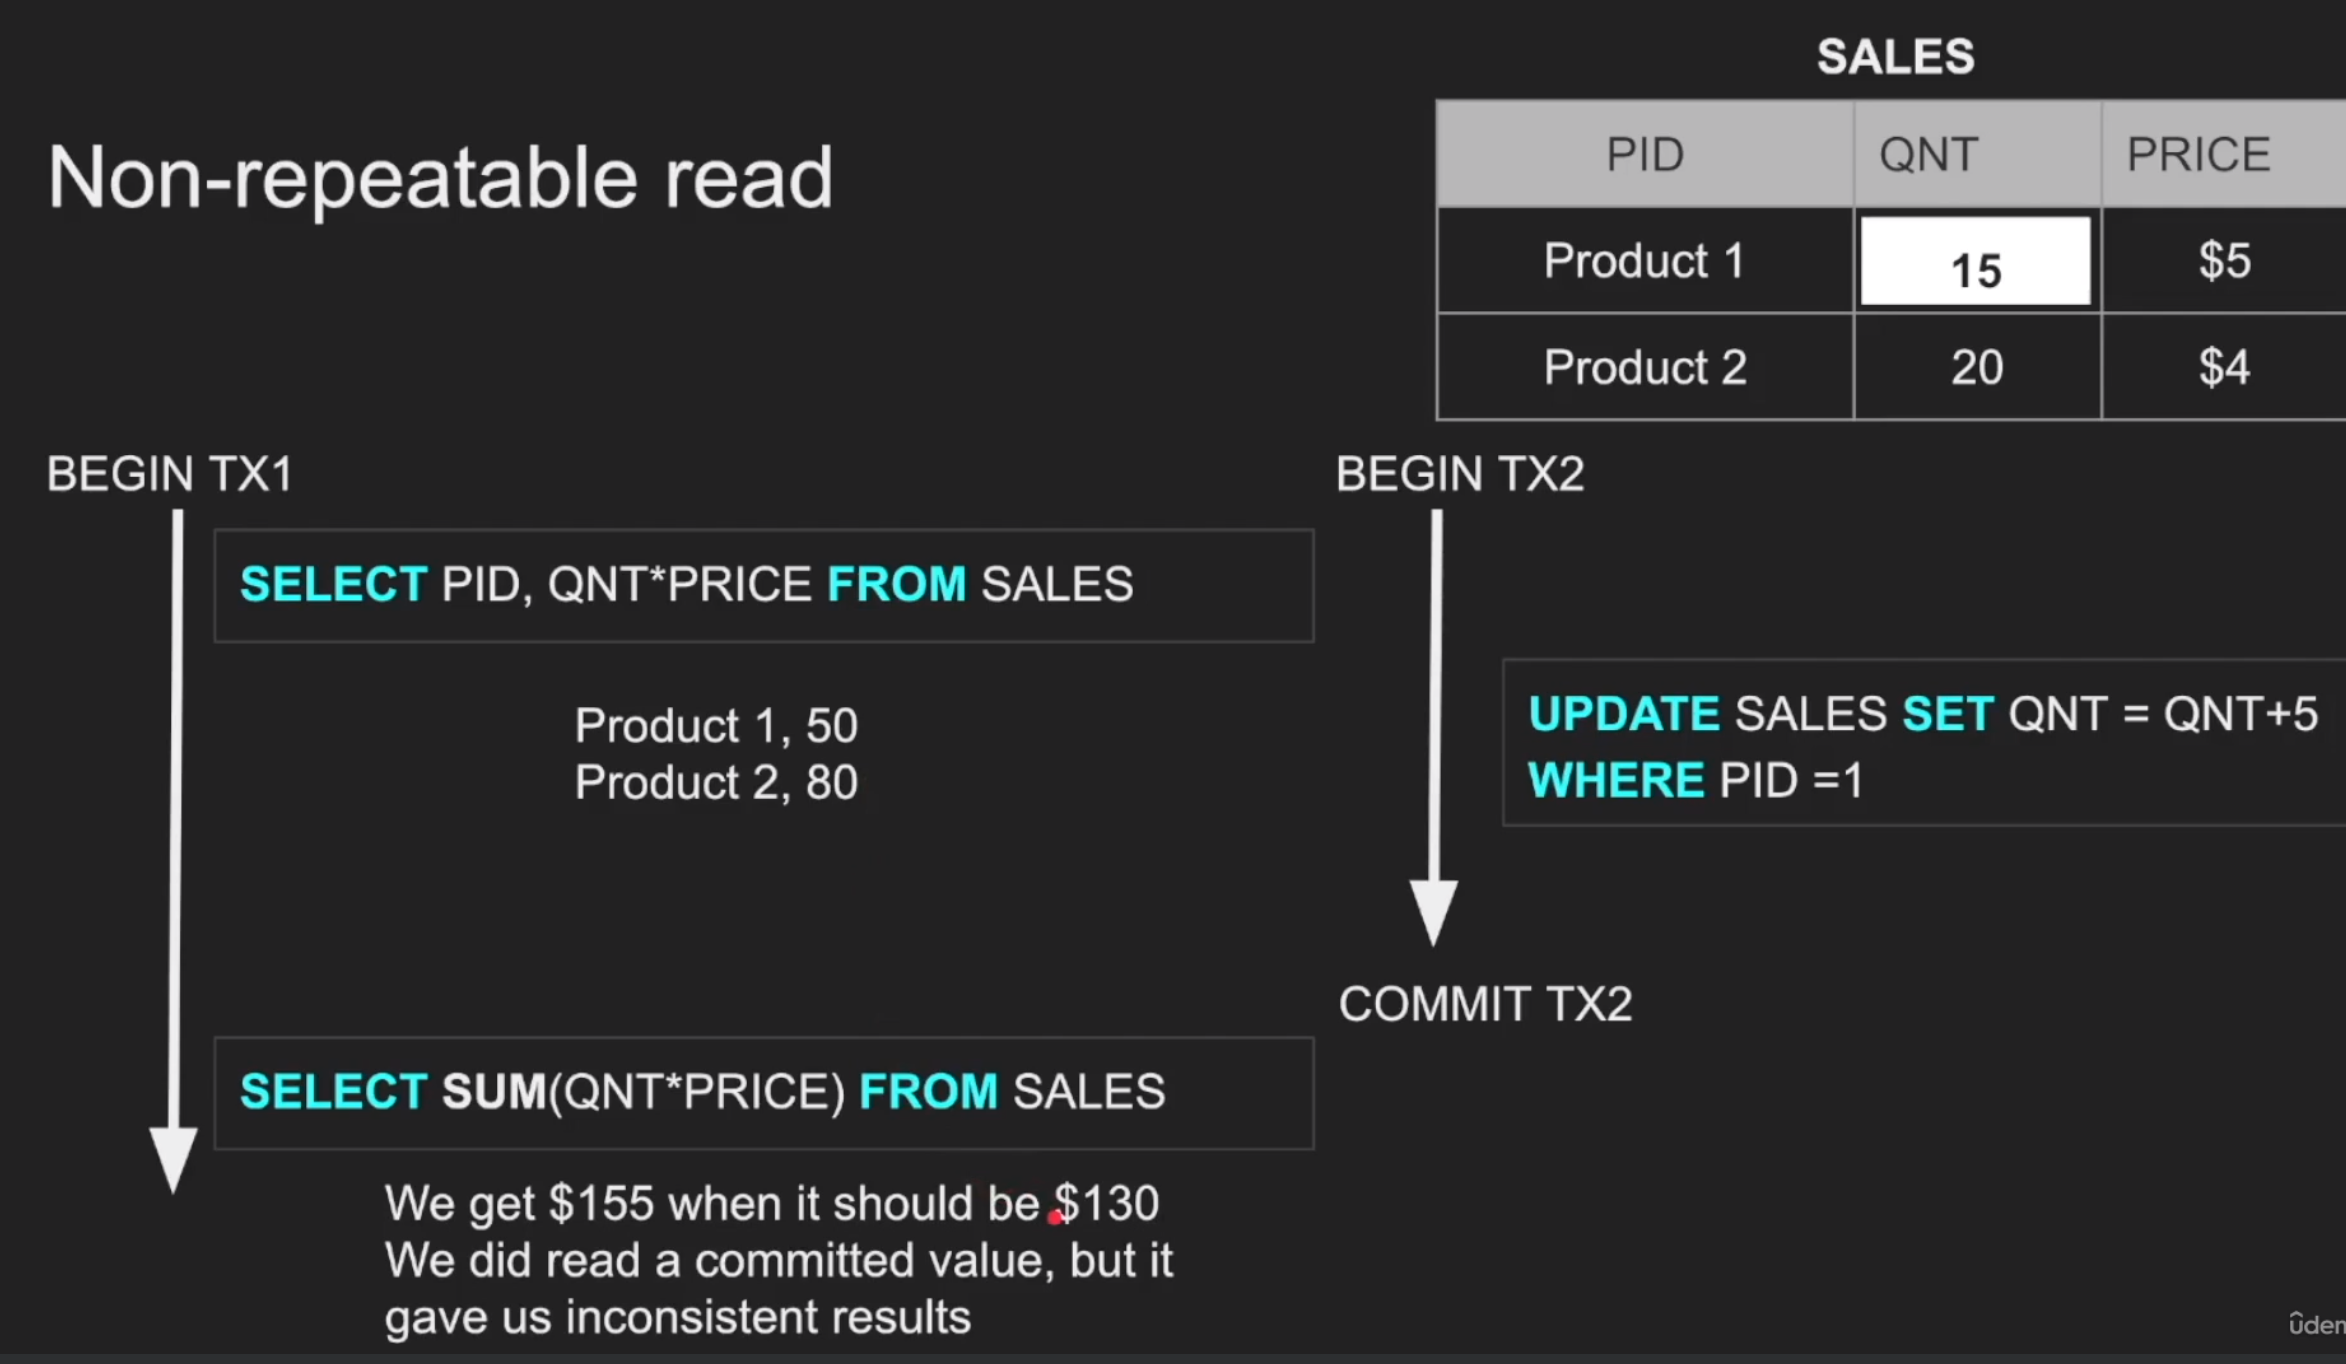 SALES
Non-repeatable read
PID QNT PRICE
Product 1 15 $5
Product 2 20 $4
BEGIN TX1
BEGIN TX2
SELECT PID, QNT*PRICE FROM SALES
Product 1, 50
Product 2, 80
UPDATE SALES SET QNT = QNT+5
WHERE PID =1
COMMIT TX2
SELECT SUM(QNT*PRICE) FROM SALES
We get $155 when it should be $130
We did read a committed value, but it
gave us inconsistent results